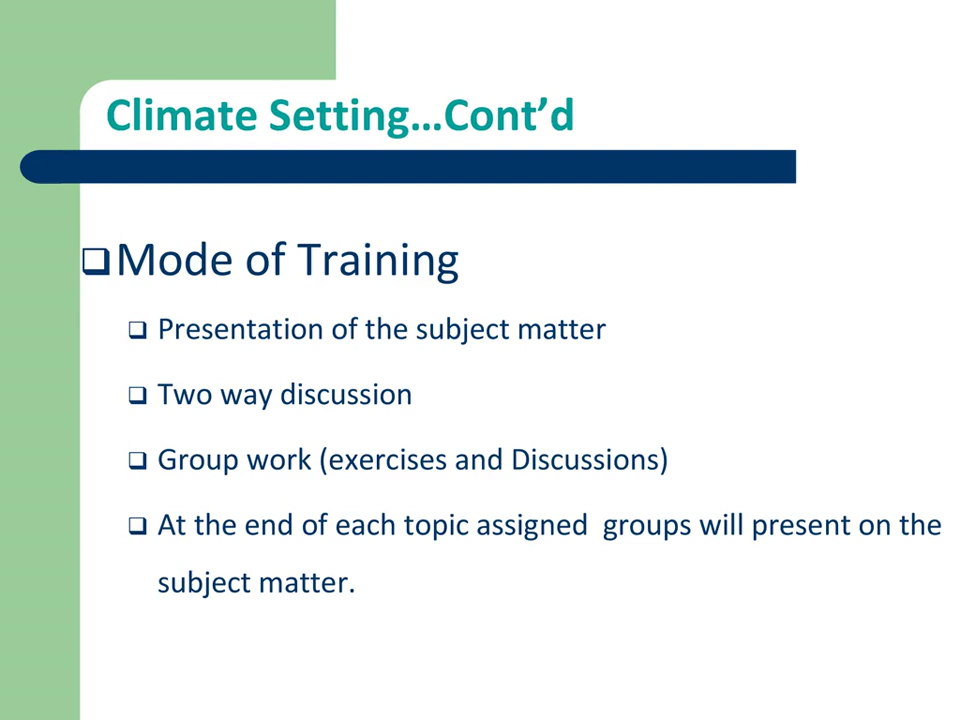 Climate Setting…Cont’d
Mode of Training
Presentation of the subject matter
Two way discussion
Group work (exercises and Discussions)
At the end of each topic assigned  groups will present on the
subject matter.